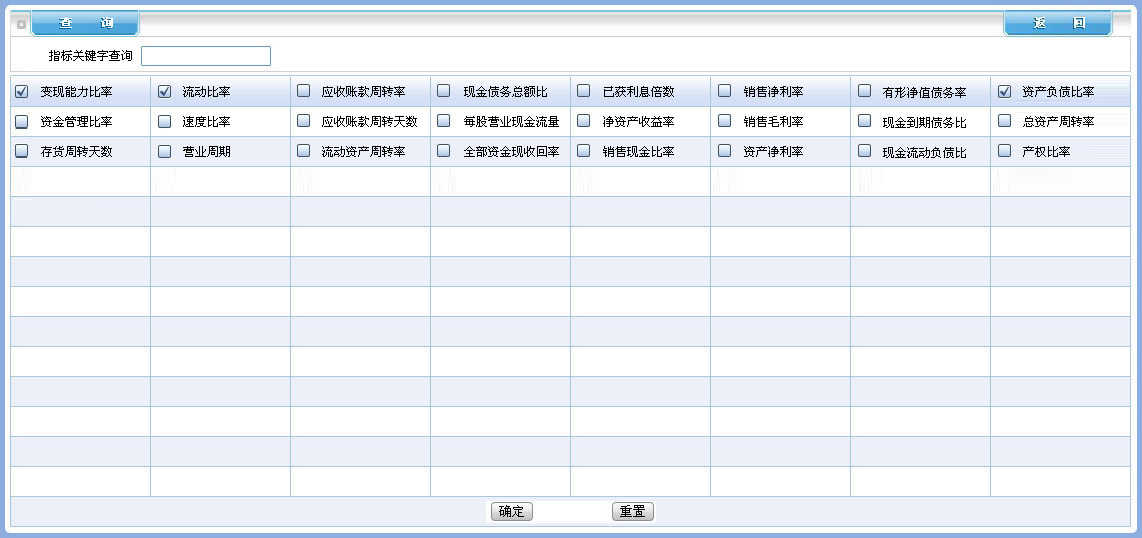 查 询 返 回
指标关键字查询
变现能力比率 流动比率 应收账款周转率 现金债务总额比 已获利息倍数 销售净利率 有形净值债务率 资产负债比率
资金管理比率 速度比率 应收账款周转天数 每股营业现金流量 净资产收益率 销售毛利率 现金到期债务比 总资产周转率
存货周转天数 营业周期 流动资产周转率 全部资金现收回率 销售现金比率 资产净利率 现金流动负债比 产权比率
确定 重置